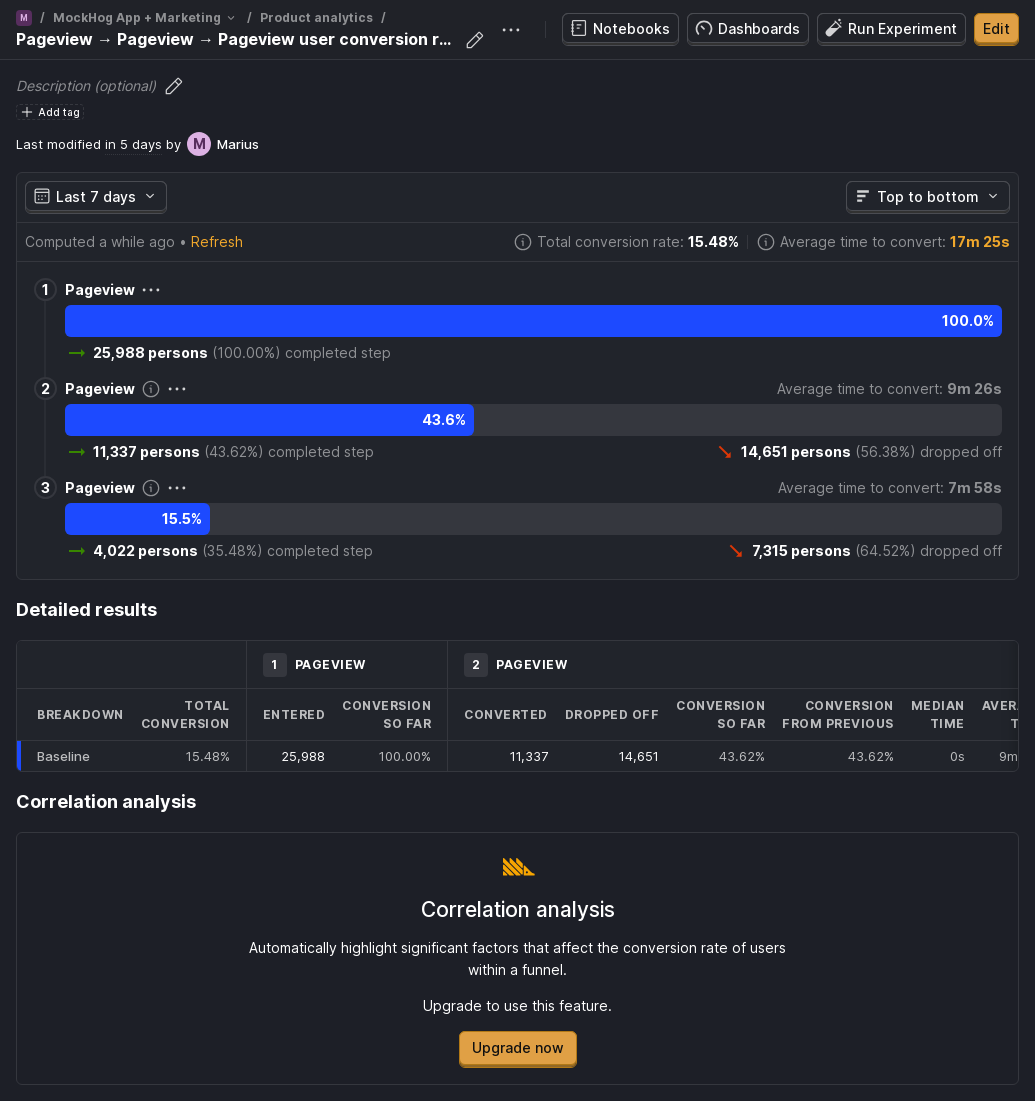 M / MockHog App + Marketing / Product analytics /
Pageview → Pageview → Pageview user conversion r...
Notebooks Dashboards Run Experiment Edit
Description (optional)
Add tag
Last modified in 5 days by M Marius
Last 7 days Top to bottom
Computed a while ago • Refresh Total conversion rate: 15.48% Average time to convert: 17m 25s
1 Pageview
100.0%
25,988 persons (100.00%) completed step
2 Pageview Average time to convert: 9m 26s
43.6%
11,337 persons (43.62%) completed step 14,651 persons (56.38%) dropped off
3 Pageview Average time to convert: 7m 58s
15.5%
4,022 persons (35.48%) completed step 7,315 persons (64.52%) dropped off
Detailed results
1 PAGEVIEW 2 PAGEVIEW
BREAKDOWN TOTAL CONVERSION ENTERED CONVERSION SO FAR CONVERTED DROPPED OFF CONVERSION SO FAR CONVERSION FROM PREVIOUS MEDIAN TIME
Baseline 15.48% 25,988 100.00% 11,337 14,651 43.62% 43.62% 0s 9m
Correlation analysis
Correlation analysis
Automatically highlight significant factors that affect the conversion rate of users
within a funnel.
Upgrade to use this feature.
Upgrade now